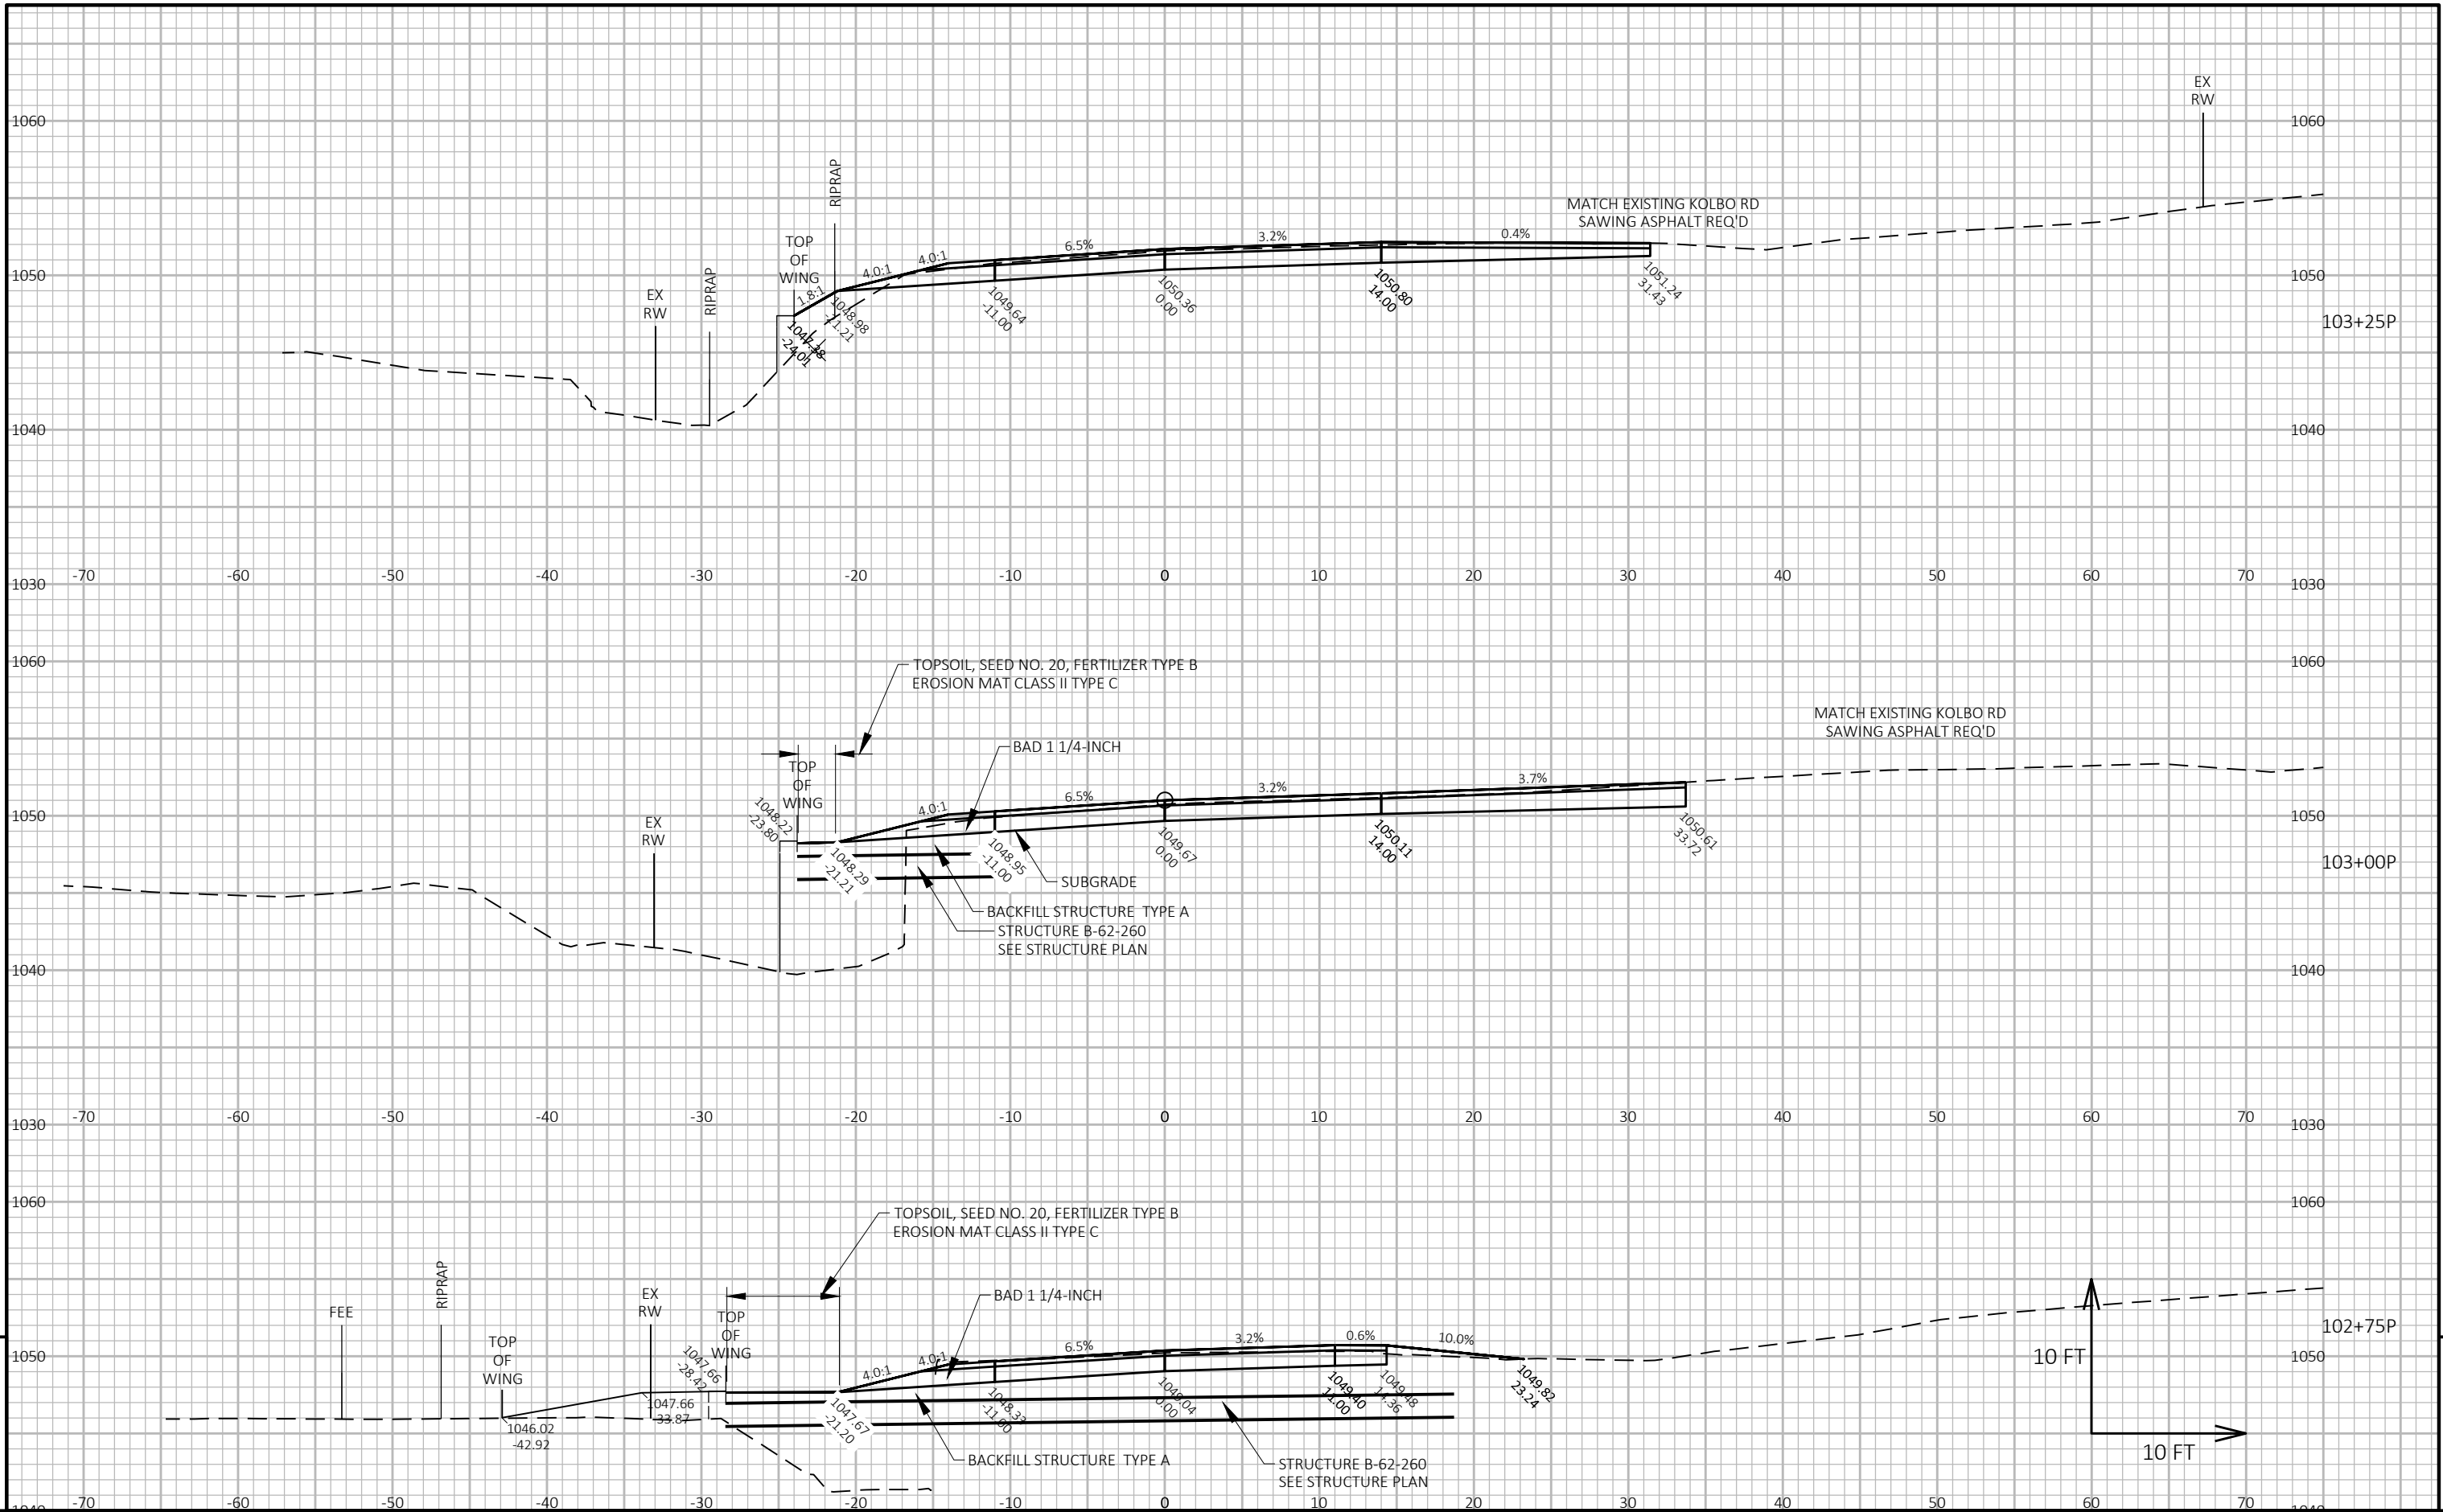 EX
RW
1060
1060
RIPRAP
MATCH EXISTING KOLBO RD
SAWING ASPHALT REQ'D
TOP
OF
WING
6.5%
3.2%
0.4%
4.0:1
4.0:1
1.8:1
RIPRAP
EX
RW
1050
1050
1047.38
-24.01
1048.98
-21.21
1049.64
-11.00
1050.36
0.00
1050.80
14.00
1051.24
31.43
103+25P
1040
1040
-70 -60 -50 -40 -30 -20 -10 0 10 20 30 40 50 60 70
1030
1030
1060
1060
TOPSOIL, SEED NO. 20, FERTILIZER TYPE B
EROSION MAT CLASS II TYPE C
MATCH EXISTING KOLBO RD
SAWING ASPHALT REQ'D
BAD 1 1/4-INCH
TOP
OF
WING
4.0:1
6.5%
3.2%
3.7%
1050
1050
EX
RW
1048.22
-23.80
1048.29
-21.21
1048.95
-11.00
1049.67
0.00
1050.11
14.00
1050.61
33.72
103+00P
SUBGRADE
BACKFILL STRUCTURE TYPE A
STRUCTURE B-62-260
SEE STRUCTURE PLAN
1040
1040
-70 -60 -50 -40 -30 -20 -10 0 10 20 30 40 50 60 70
1030
1030
1060
1060
TOPSOIL, SEED NO. 20, FERTILIZER TYPE B
EROSION MAT CLASS II TYPE C
BAD 1 1/4-INCH
FEE
RIPRAP
TOP
OF
WING
EX
RW
TOP
OF
WING
4.0:1
4.0:1
6.5%
3.2%
0.6%
10.0%
102+75P
1050
1050
1046.02
-42.92
1047.66
-33.87
1047.66
-28.42
1047.67
-21.20
1048.33
-11.00
1049.04
0.00
1049.40
11.00
1049.48
14.36
1049.82
23.24
10 FT
10 FT
BACKFILL STRUCTURE TYPE A
STRUCTURE B-62-260
SEE STRUCTURE PLAN
-70 -60 -50 -40 -30 -20 -10 0 10 20 30 40 50 60 70
1040
1040